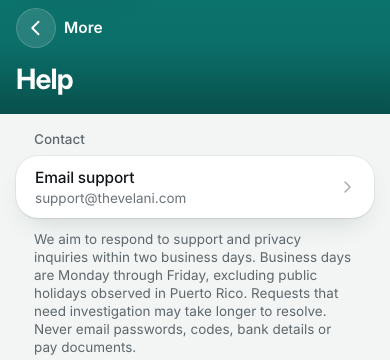 More
Help
Contact
Email support
support@thevelani.com
We aim to respond to support and privacy
inquiries within two business days. Business days
are Monday through Friday, excluding public
holidays observed in Puerto Rico. Requests that
need investigation may take longer to resolve.
Never email passwords, codes, bank details or
pay documents.